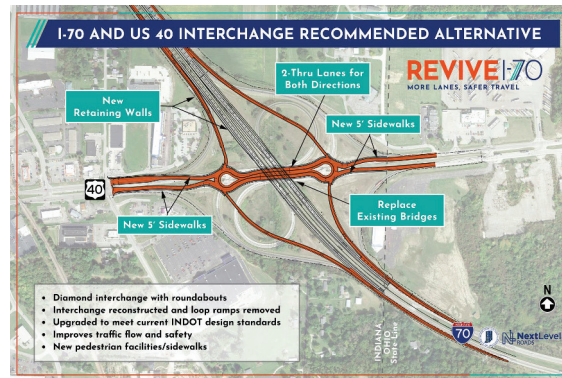 I-70 AND US 40 INTERCHANGE RECOMMENDED ALTERNATIVE
REVIVE I-70
MORE LANES, SAFER TRAVEL
2-Thru Lanes for
Both Directions
New
Retaining Walls
New 5' Sidewalks
40
New 5' Sidewalks
Replace
Existing Bridges
• Diamond interchange with roundabouts
• Interchange reconstructed and loop ramps removed
• Upgraded to meet current INDOT design standards
• Improves traffic flow and safety
• New pedestrian facilities/sidewalks
INDIANA
OHIO
State Line
N
70
NextLevel
ROADS